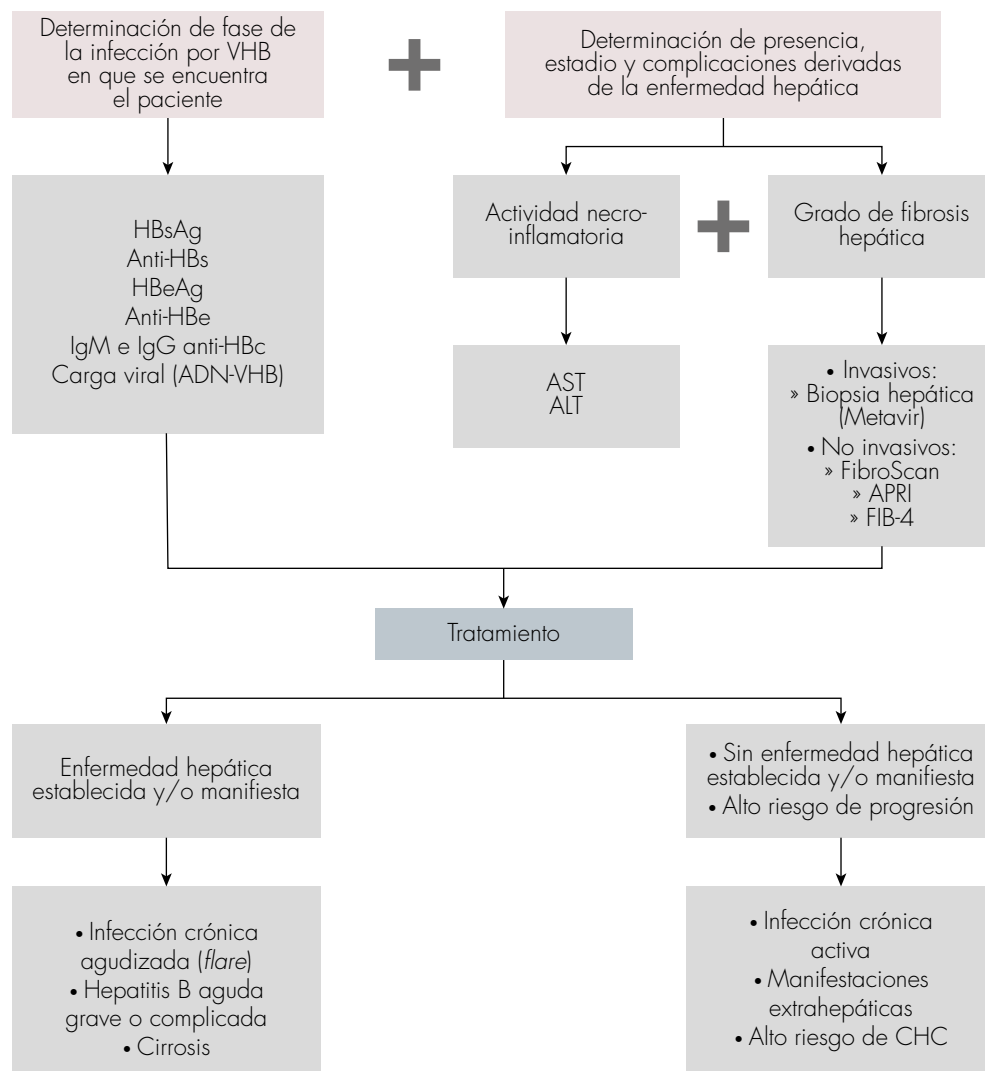 Determinación de fase de
la infección por VHB
en que se encuentra
el paciente
Determinación de presencia,
estadio y complicaciones derivadas
de la enfermedad hepática
HBsAg
Anti-HBs
HBeAg
Anti-HBe
IgM e IgG anti-HBc
Carga viral (ADN-VHB)
Actividad necro-
inflamatoria
Grado de fibrosis
hepática
AST
ALT
• Invasivos:
» Biopsia hepática
(Metavir)
• No invasivos:
» FibroScan
» APRI
» FIB-4
Tratamiento
Enfermedad hepática
establecida y/o manifiesta
• Sin enfermedad hepática
establecida y/o manifiesta
• Alto riesgo de progresión
• Infección crónica
agudizada (flare)
• Hepatitis B aguda
grave o complicada
• Cirrosis
• Infección crónica
activa
• Manifestaciones
extrahepáticas
• Alto riesgo de CHC